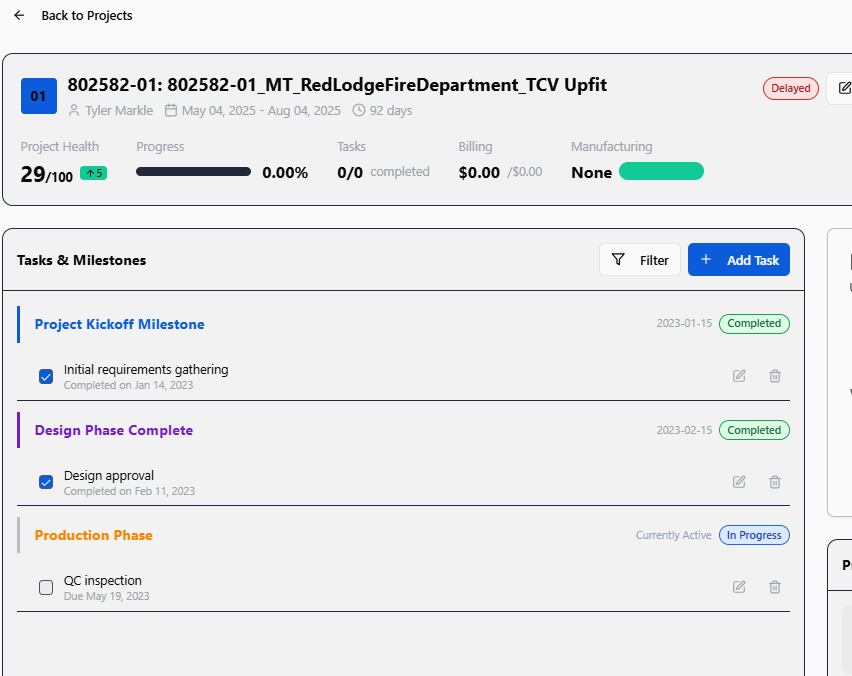 Back to Projects
01
802582-01: 802582-01_MT_RedLodgeFireDepartment_TCV Upfit
Delayed
Tyler Markle May 04, 2025 - Aug 04, 2025 92 days
Project Health Progress Tasks Billing Manufacturing
29/100 ↑ 5 0.00% 0/0 completed $0.00 /$0.00 None
Tasks & Milestones
Filter
+ Add Task
Project Kickoff Milestone 2023-01-15 Completed
Initial requirements gathering
Completed on Jan 14, 2023
Design Phase Complete 2023-02-15 Completed
Design approval
Completed on Feb 11, 2023
Production Phase Currently Active In Progress
QC inspection
Due May 19, 2023